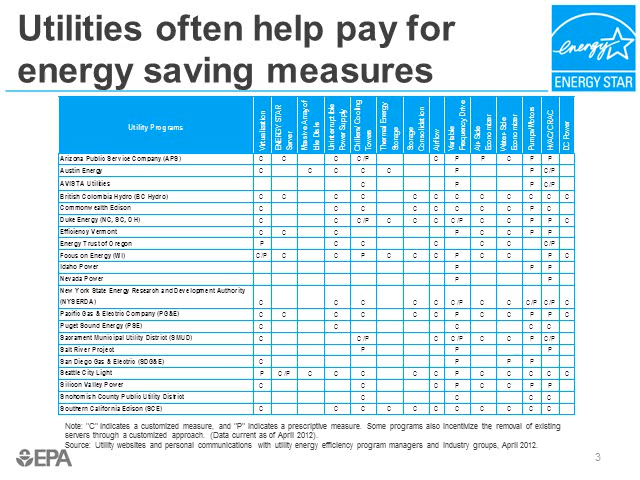 Utilities often help pay for
energy saving measures
energy
ENERGY STAR
Utility Programs Virtualization ENERGY STAR Server Massive Array of Idle Disks Uninterruptible Power Supply Chillers/ Cooling Towers Thermal Energy Storage Storage Consolidation Airflow Variable Frequency Drive Air-Side Economizer Water-Side Economizer Pumps/Motors HVAC/CRAC DC Power
Arizona Public Service Company (APS) C C C C/P C P P C P P
Austin Energy C C C C C P P C/P
AVISTA Utilities C P P C/P
British Colombia Hydro (BC Hydro) C C C C C C C C C C C C
Commonwealth Edison C C C C C C C C P C
Duke Energy (NC, SC, OH) C C C/P C C C C/P C C P P C
Efficiency Vermont C C C P C C P P
Energy Trust of Oregon P C C C C C C/P
Focus on Energy (WI) C/P C C P C C C P C C P C
Idaho Power P P P
Nevada Power P P
New York State Energy Research and Development Authority
(NYSERDA) C C C C C C/P C C C/P C/P C
Pacific Gas & Electric Company (PG&E) C C C C C C P C C P P C
Puget Sound Energy (PSE) C C C C C
Sacramento Municipal Utility District (SMUD) C C/P C C/P C C P C/P
Salt River Project P P P
San Diego Gas & Electric (SDG&E) C P P P
Seattle City Light P C/P C C C C C P C C C C C
Silicon Valley Power C C C P C C P P
Snohomish County Public Utility District C C C C
Southern California Edison (SCE) C C C C C C C C C C C
Note: "C" indicates a customized measure, and "P" indicates a prescriptive measure. Some programs also incentivize the removal of existing
servers through a customized approach. (Data current as of April 2012).
Source: Utility websites and personal communications with utility energy efficiency program managers and industry groups, April 2012.
EPA
3